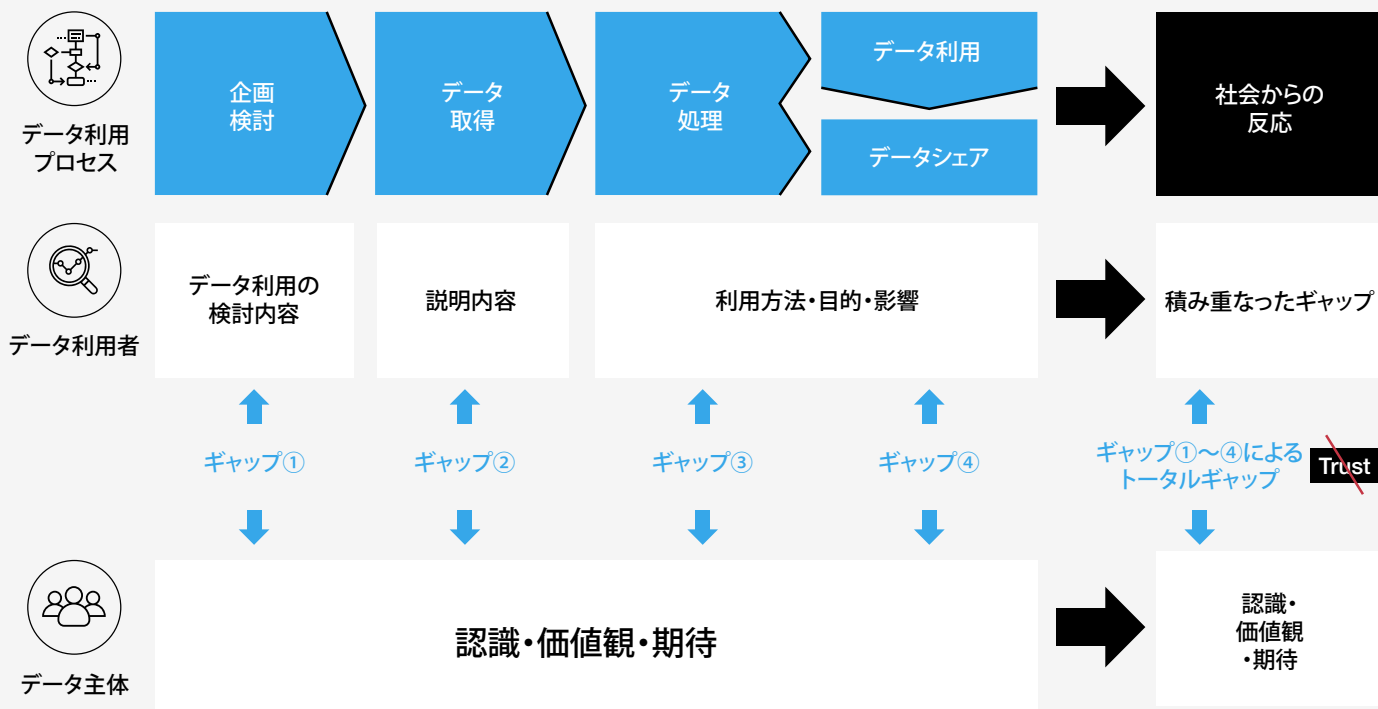 データ利用
プロセス
企画
検討
データ
取得
データ
処理
データ利用
データシェア
社会からの
反応
データ利用者
データ利用の
検討内容
説明内容
利用方法・目的・影響
積み重なったギャップ
ギャップ①
ギャップ②
ギャップ③
ギャップ④
ギャップ①～④による
トータルギャップ
Trust
データ主体
認識・価値観・期待
認識・
価値観
・期待